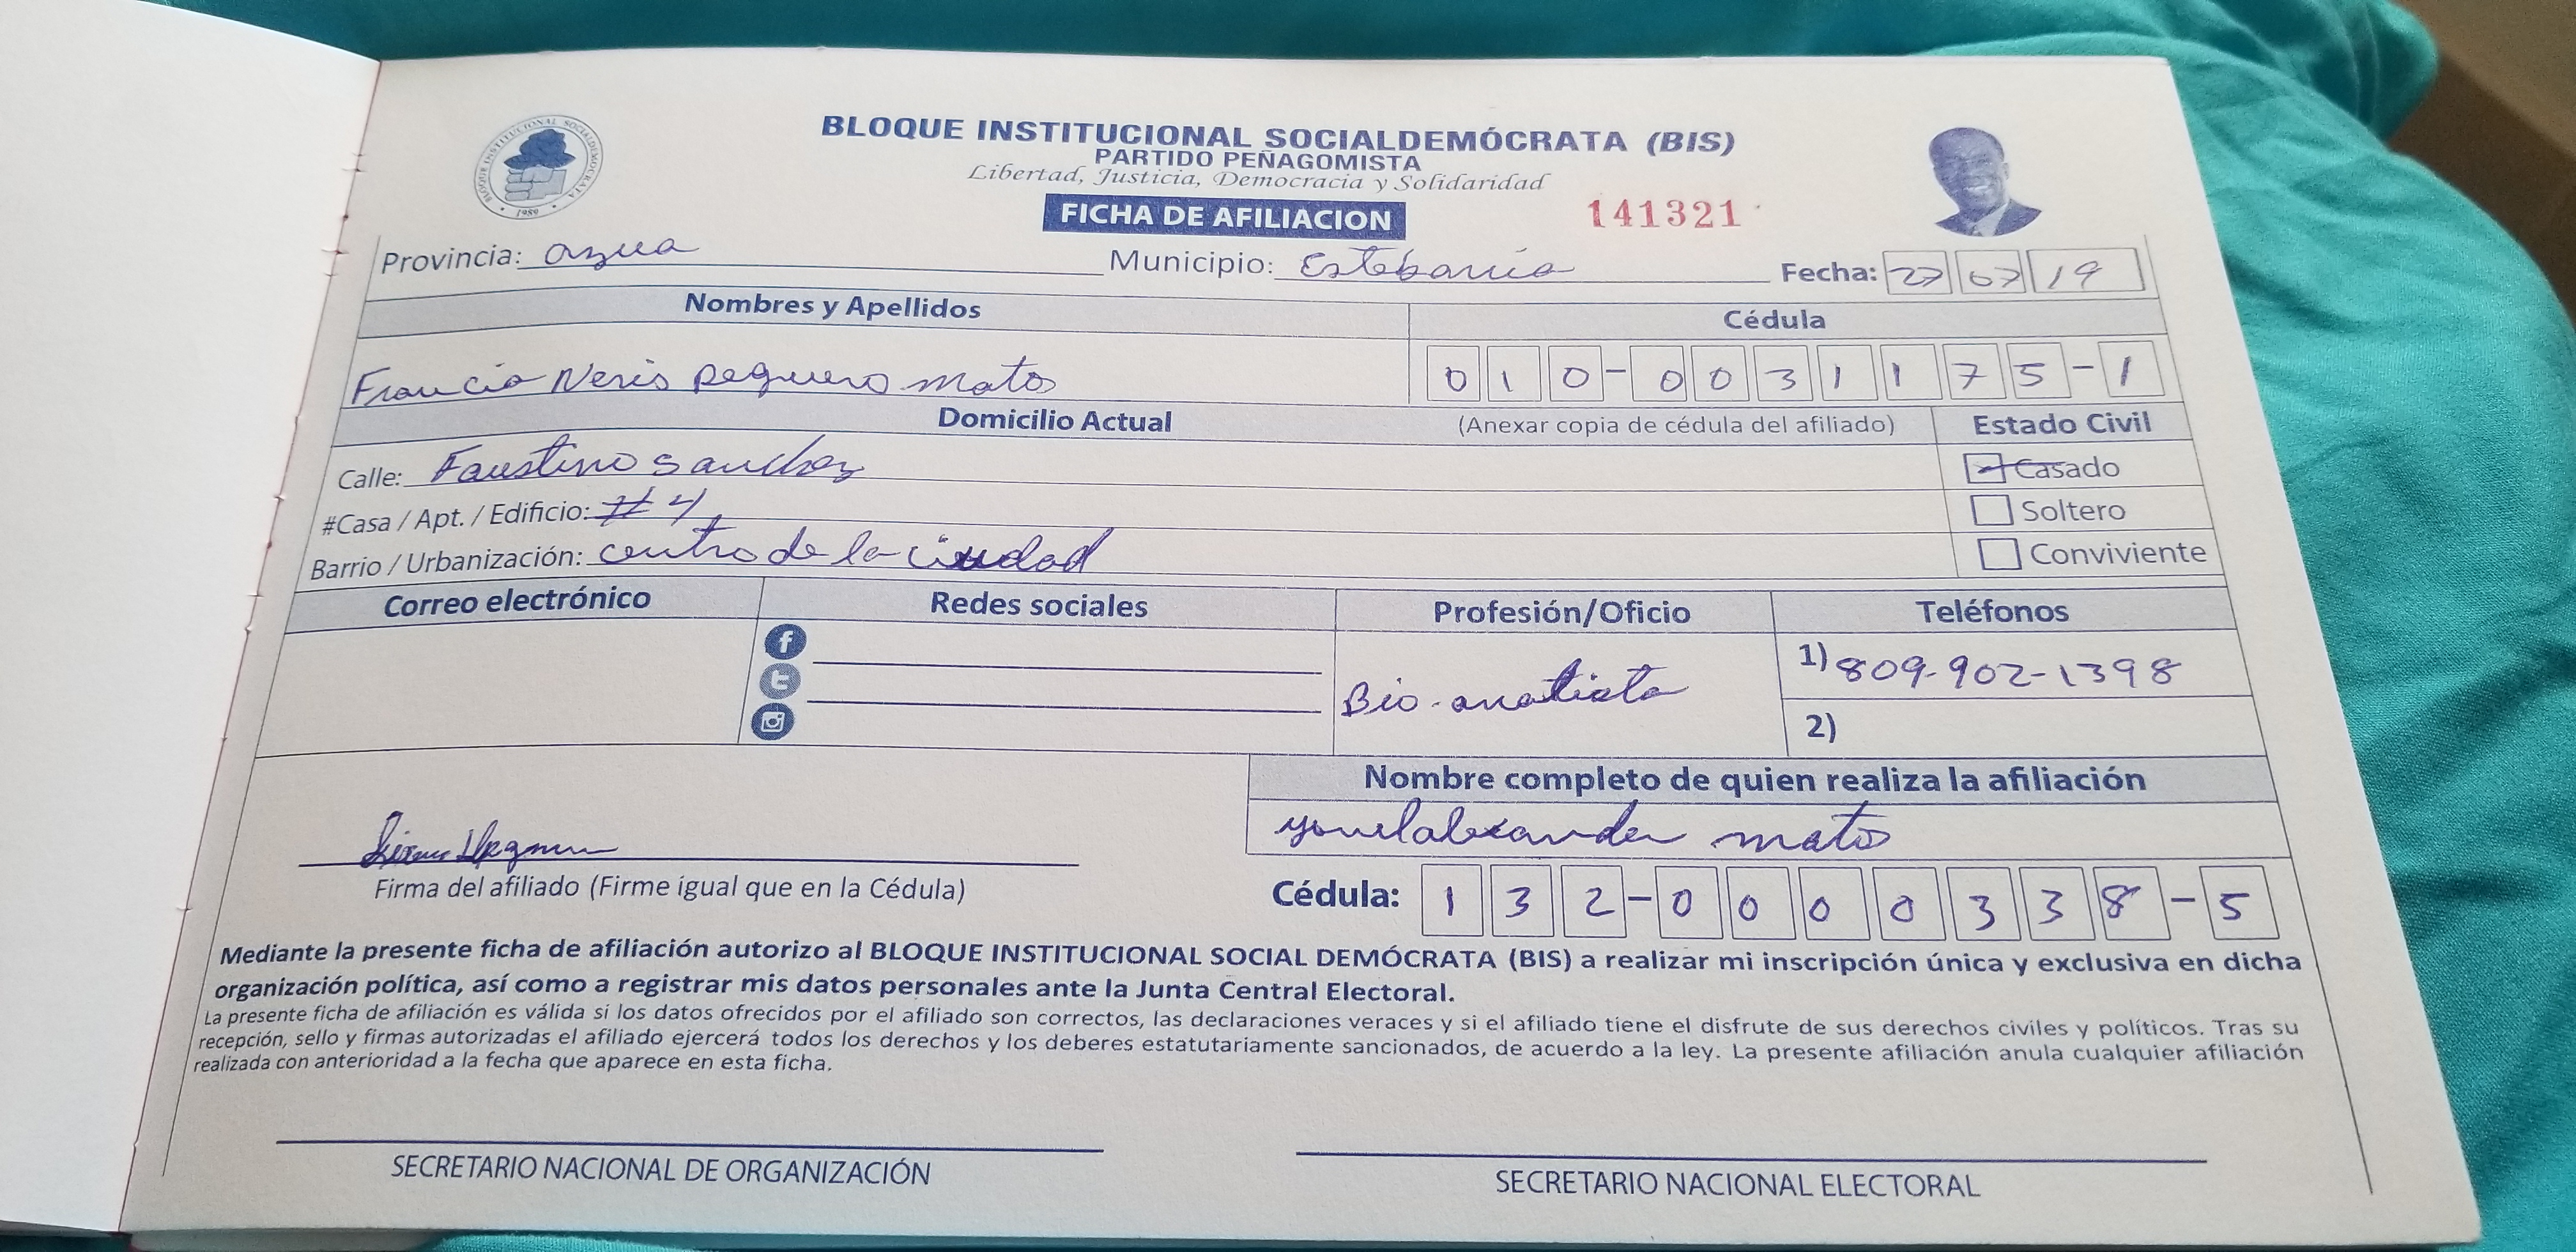 BLOQUE INSTITUCIONAL SOCIALDEMOCRATA
1989
BLOQUE INSTITUCIONAL SOCIALDEMÓCRATA (BIS)
PARTIDO PEÑAGOMISTA
Libertad, Justicia, Democracia y Solidaridad
FICHA DE AFILIACION 141321
Provincia: azua Municipio: Estebania Fecha: 27 07 19
Nombres y Apellidos Cédula
Francia Neris peguero matos 010-0031175-1
Domicilio Actual (Anexar copia de cédula del afiliado) Estado Civil
Calle: Faustino Sanchez Casado
#Casa / Apt. / Edificio: #4 Soltero
Barrio / Urbanización: centro de la ciudad Conviviente
Correo electrónico Redes sociales Profesión/Oficio Teléfonos
1) 809-902-1398
Bio-
2)
Nombre completo de quien realiza la afiliación
matos
Firma del afiliado (Firme igual que en la Cédula) Cédula: 132-0000338-5
Mediante la presente ficha de afiliación autorizo al BLOQUE INSTITUCIONAL SOCIAL DEMÓCRATA (BIS) a realizar mi inscripción única y exclusiva en dicha
organización política, así como a registrar mis datos personales ante la Junta Central Electoral.
La presente ficha de afiliación es válida si los datos ofrecidos por el afiliado son correctos, las declaraciones veraces y si el afiliado tiene el disfrute de sus derechos civiles y políticos. Tras su
recepción, sello y firmas autorizadas el afiliado ejercerá todos los derechos y los deberes estatutariamente sancionados, de acuerdo a la ley. La presente afiliación anula cualquier afiliación
realizada con anterioridad a la fecha que aparece en esta ficha.
SECRETARIO NACIONAL DE ORGANIZACIÓN SECRETARIO NACIONAL ELECTORAL